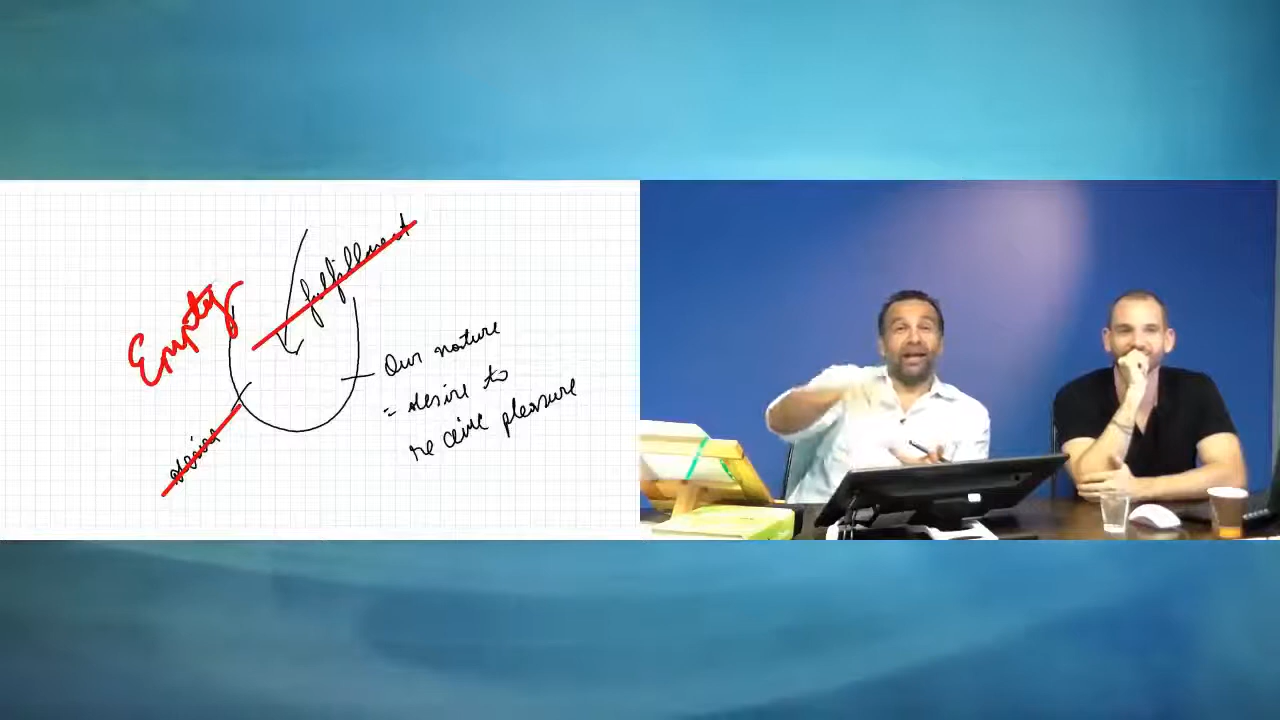 fulfillment
Empty
Our nature
= desire to
receive pleasure
desire